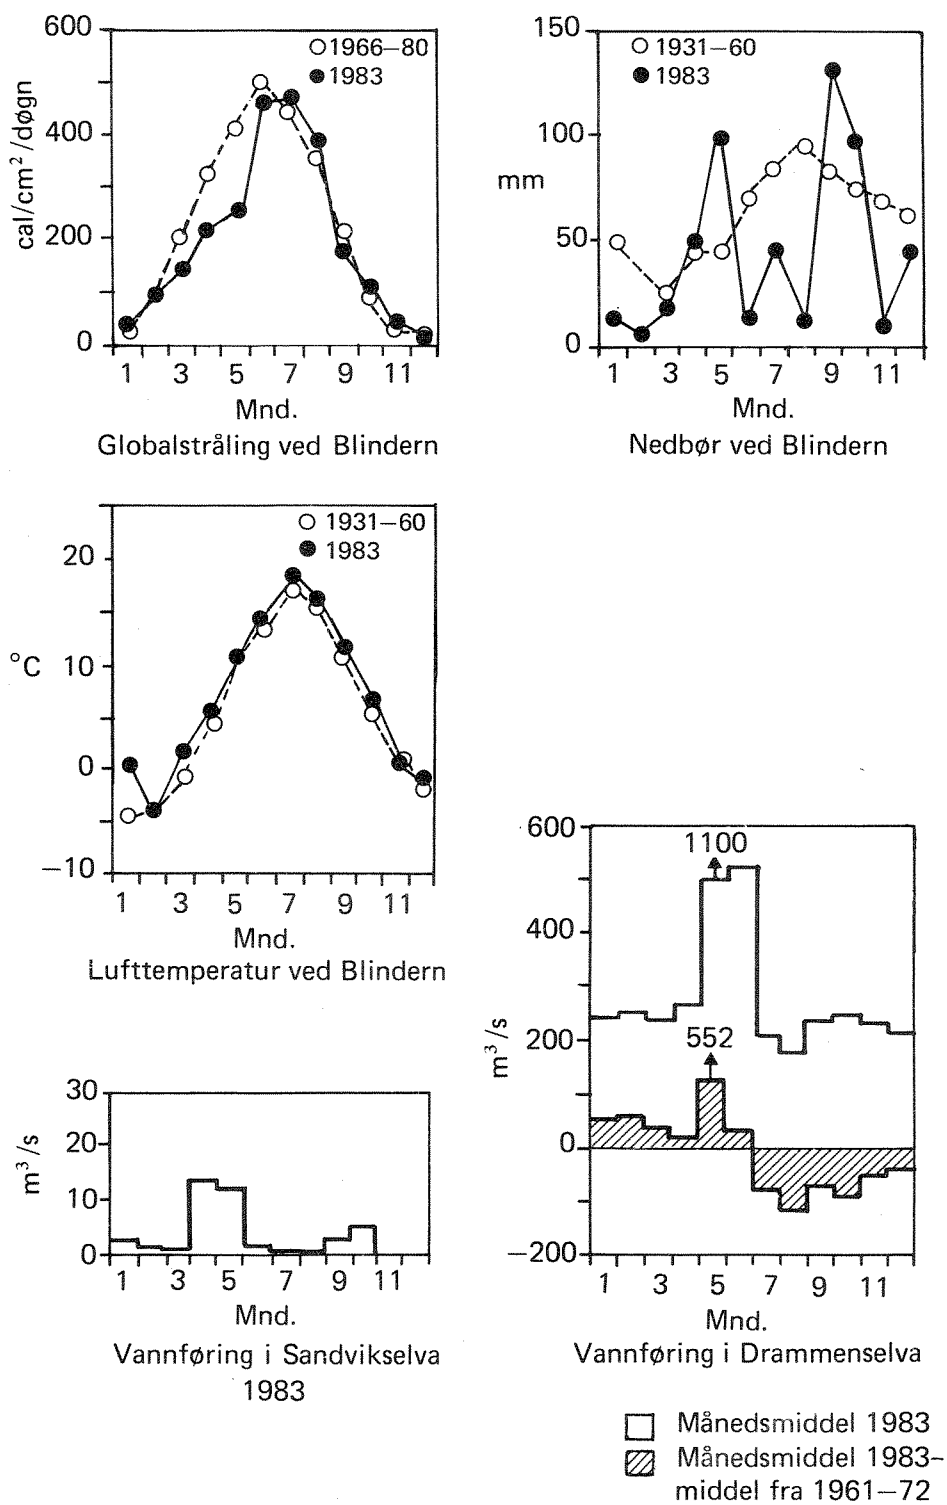 600
400
200
0
cal/cm²/døgn
1966–80
1983
1 3 5 7 9 11
Mnd.
Globalstråling ved Blindern
150
100
50
0
mm
1931–60
1983
1 3 5 7 9 11
Mnd.
Nedbør ved Blindern
20
10
0
–10
°C
1931–60
1983
1 3 5 7 9 11
Mnd.
Lufttemperatur ved Blindern
30
20
10
0
m³/s
1 3 5 7 9 11
Mnd.
Vannføring i Sandvikselva
1983
600
400
200
0
–200
m³/s
1100
552
1 3 5 7 9 11
Mnd.
Vannføring i Drammenselva
Månedsmiddel 1983
Månedsmiddel 1983–
middel fra 1961–72